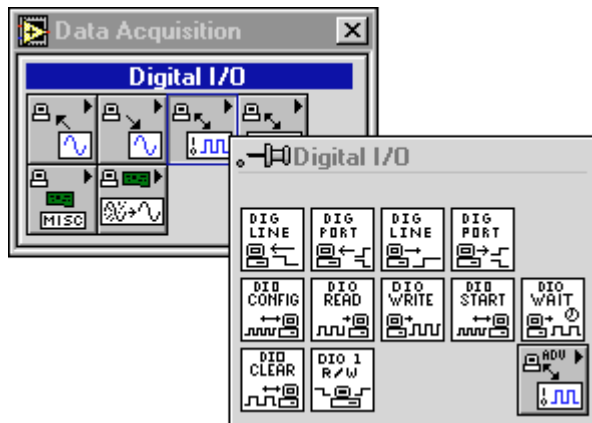 Data Acquisition
Digital I/O
MISC
Digital I/O
DIG LINE
DIG PORT
DIG LINE
DIG PORT
DIO CONFIG
DIO READ
DIO WRITE
DIO START
DIO WAIT
DIO CLEAR
DIO 1 R/W
ADV